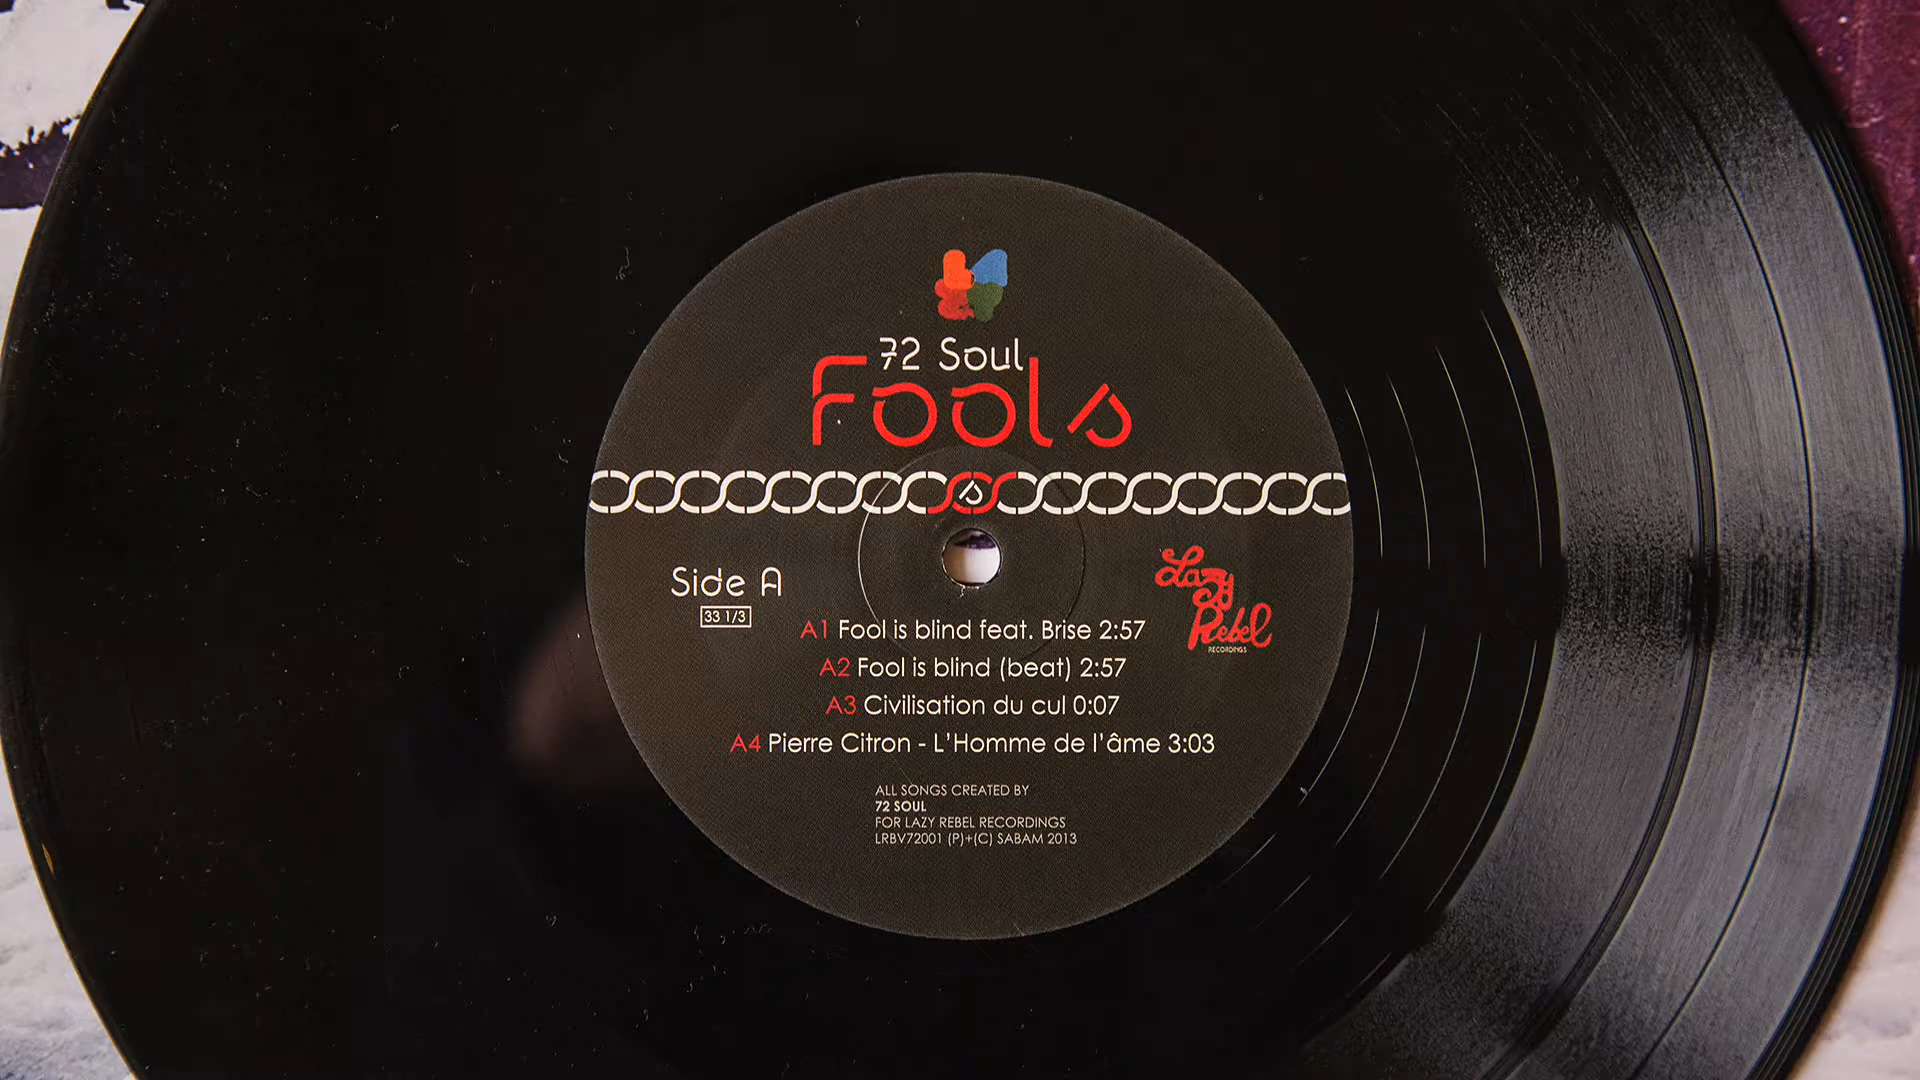 72 Soul
Fools
s
Side A
33 1/3
Lazy
Rebel
RECORDINGS
A1 Fool is blind feat. Brise 2:57
A2 Fool is blind (beat) 2:57
A3 Civilisation du cul 0:07
A4 Pierre Citron - L'Homme de l'âme 3:03
ALL SONGS CREATED BY
72 SOUL
FOR LAZY REBEL RECORDINGS
LRBV72001 (P)+(C) SABAM 2013